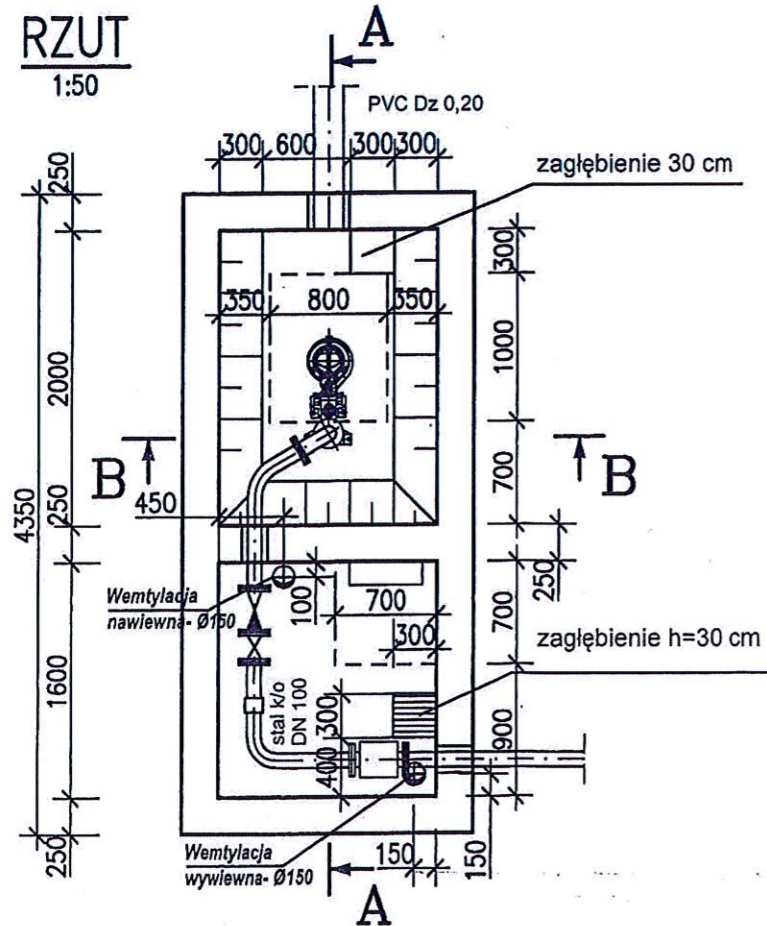 RZUT
1:50
A
PVC Dz 0,20
300 600 300 300
zagłębienie 30 cm
250
300
350 800 350
2000
1000
B
B
450
700
4350
250
250
Wemtylacja
nawiewna- Ø150
100
700
700
300
zagłębienie h=30 cm
1600
stal k/o
DN 100
300
400
900
Wemtylacja
wywiewna- Ø150
150
150
250
A